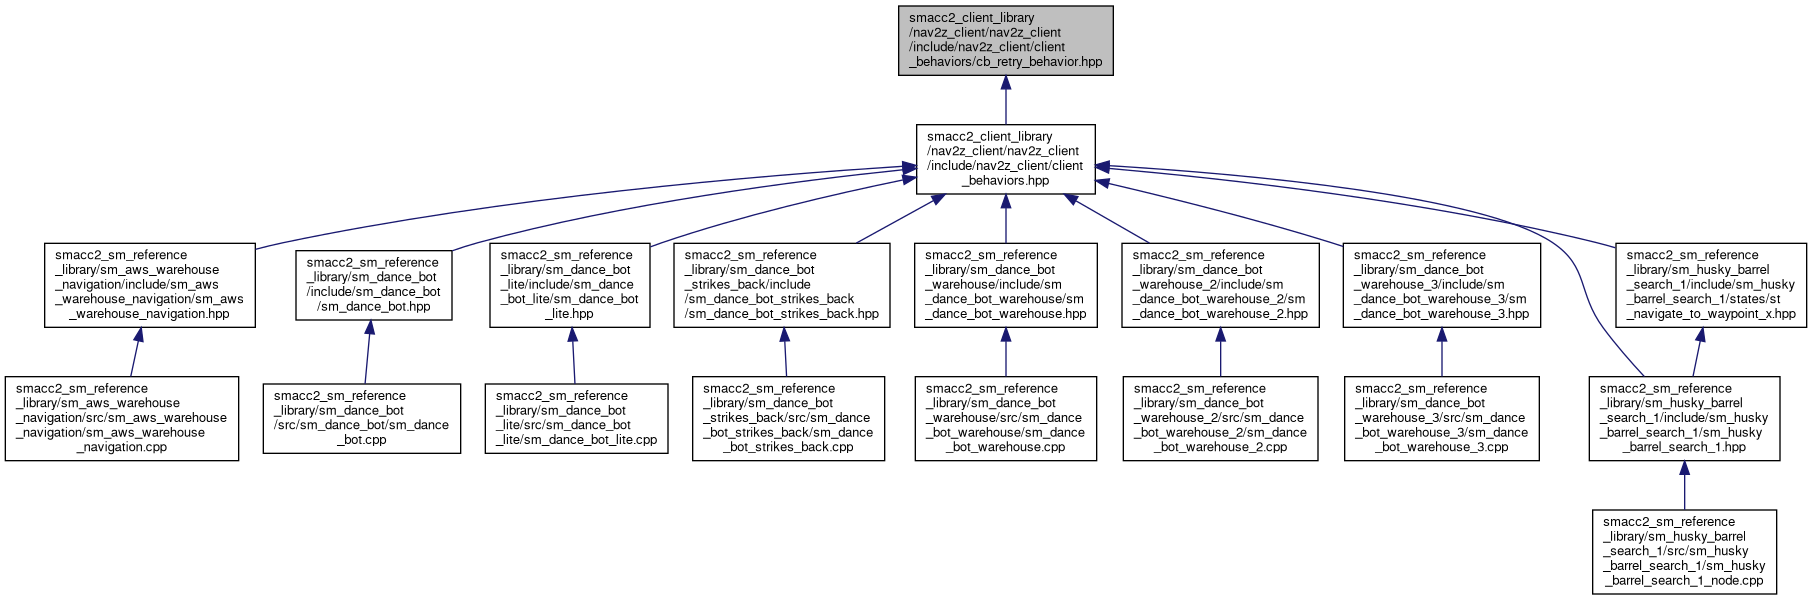 smacc2_client_library
/nav2z_client/nav2z_client
/include/nav2z_client/client
_behaviors/cb_retry_behavior.hpp
smacc2_client_library
/nav2z_client/nav2z_client
/include/nav2z_client/client
_behaviors.hpp
smacc2_sm_reference
_library/sm_aws_warehouse
_navigation/include/sm_aws
_warehouse_navigation/sm_aws
_warehouse_navigation.hpp
smacc2_sm_reference
_library/sm_dance_bot
/include/sm_dance_bot
/sm_dance_bot.hpp
smacc2_sm_reference
_library/sm_dance_bot
_lite/include/sm_dance
_bot_lite/sm_dance_bot
_lite.hpp
smacc2_sm_reference
_library/sm_dance_bot
_strikes_back/include
/sm_dance_bot_strikes_back
/sm_dance_bot_strikes_back.hpp
smacc2_sm_reference
_library/sm_dance_bot
_warehouse/include/sm
_dance_bot_warehouse/sm
_dance_bot_warehouse.hpp
smacc2_sm_reference
_library/sm_dance_bot
_warehouse_2/include/sm
_dance_bot_warehouse_2/sm
_dance_bot_warehouse_2.hpp
smacc2_sm_reference
_library/sm_dance_bot
_warehouse_3/include/sm
_dance_bot_warehouse_3/sm
_dance_bot_warehouse_3.hpp
smacc2_sm_reference
_library/sm_husky_barrel
_search_1/include/sm_husky
_barrel_search_1/states/st
_navigate_to_waypoint_x.hpp
smacc2_sm_reference
_library/sm_aws_warehouse
_navigation/src/sm_aws_warehouse
_navigation/sm_aws_warehouse
_navigation.cpp
smacc2_sm_reference
_library/sm_dance_bot
/src/sm_dance_bot/sm_dance
_bot.cpp
smacc2_sm_reference
_library/sm_dance_bot
_lite/src/sm_dance_bot
_lite/sm_dance_bot_lite.cpp
smacc2_sm_reference
_library/sm_dance_bot
_strikes_back/src/sm_dance
_bot_strikes_back/sm_dance
_bot_strikes_back.cpp
smacc2_sm_reference
_library/sm_dance_bot
_warehouse/src/sm_dance
_bot_warehouse/sm_dance
_bot_warehouse.cpp
smacc2_sm_reference
_library/sm_dance_bot
_warehouse_2/src/sm_dance
_bot_warehouse_2/sm_dance
_bot_warehouse_2.cpp
smacc2_sm_reference
_library/sm_dance_bot
_warehouse_3/src/sm_dance
_bot_warehouse_3/sm_dance
_bot_warehouse_3.cpp
smacc2_sm_reference
_library/sm_husky_barrel
_search_1/include/sm_husky
_barrel_search_1/sm_husky
_barrel_search_1.hpp
smacc2_sm_reference
_library/sm_husky_barrel
_search_1/src/sm_husky
_barrel_search_1/sm_husky
_barrel_search_1_node.cpp